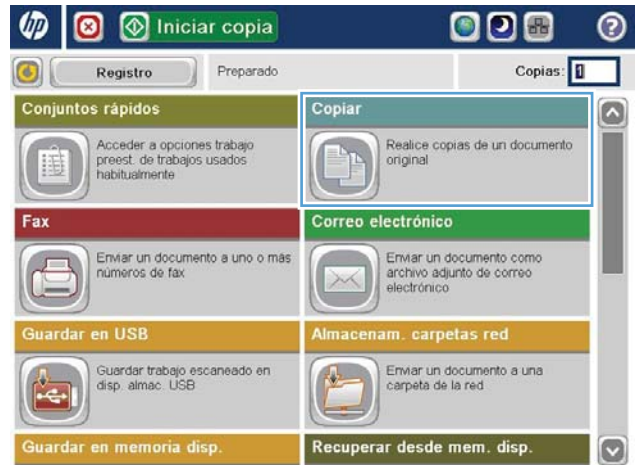 hp
Iniciar copia
?
Registro
Preparado
Copias: 1
Conjuntos rápidos
Acceder a opciones trabajo
preest. de trabajos usados
habitualmente
Copiar
Realice copias de un documento
original
Fax
Enviar un documento a uno o más
números de fax
Correo electrónico
Enviar un documento como
archivo adjunto de correo
electrónico
Guardar en USB
Guardar trabajo escaneado en
disp. almac. USB
Almacenam. carpetas red
Enviar un documento a una
carpeta de la red
Guardar en memoria disp.
Recuperar desde mem. disp.